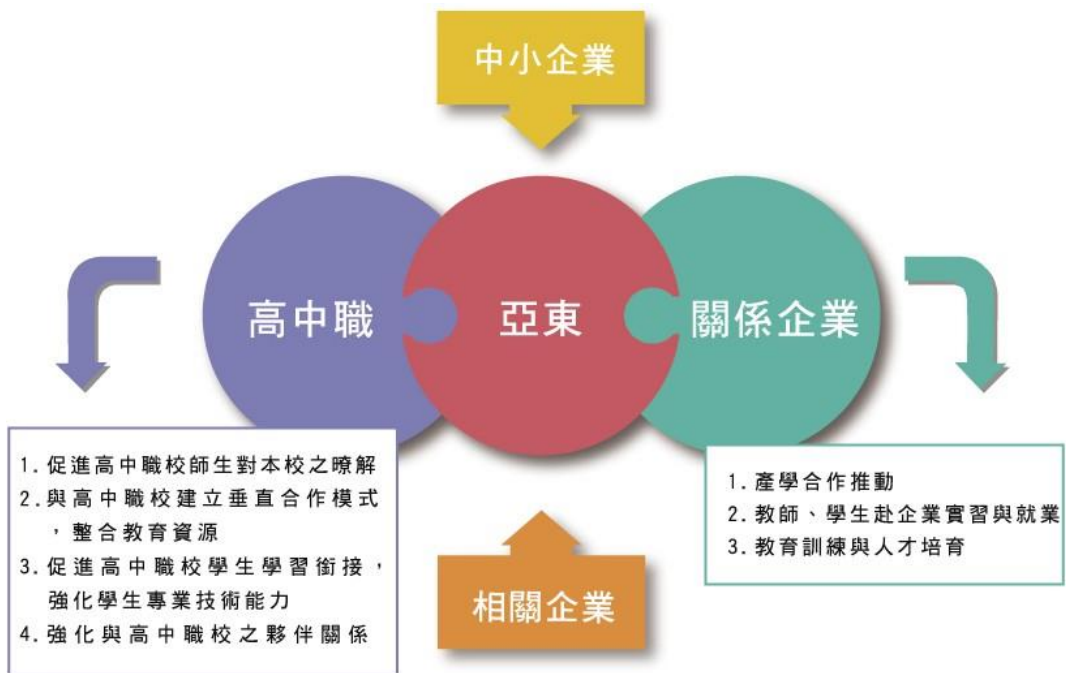 中小企業
高中職
亞東
關係企業
1. 促進高中職校師生對本校之暸解
2. 與高中職校建立垂直合作模式
，整合教育資源
3. 促進高中職校學生學習銜接，
強化學生專業技術能力
4. 強化與高中職校之夥伴關係
1. 產學合作推動
2. 教師、學生赴企業實習與就業
3. 教育訓練與人才培育
相關企業